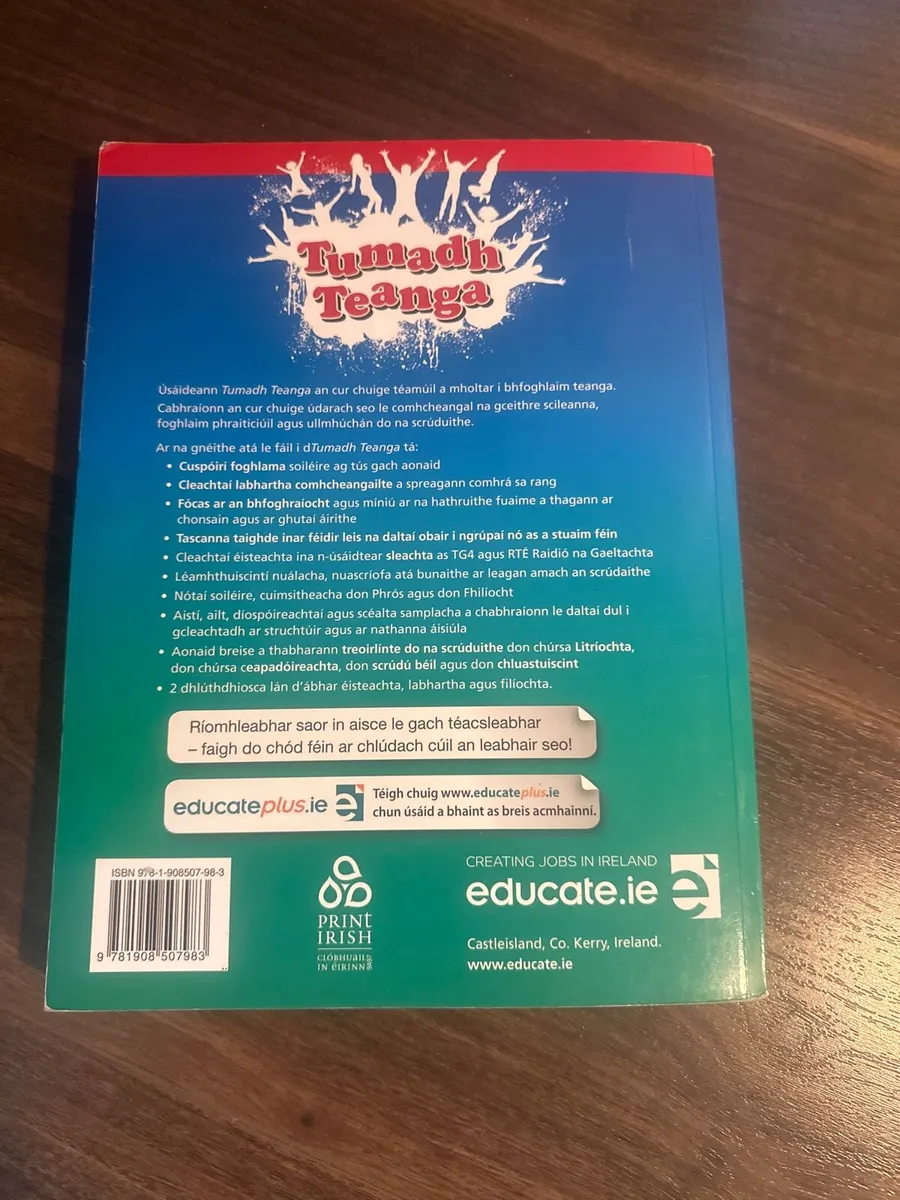 Tumadh
Teanga
Úsáideann Tumadh Teanga an cur chuige téamúil a mholtar i bhfoghlaim teanga.
Cabhraíonn an cur chuige údarach seo le comhcheangal na gceithre scileanna,
foghlaim phraiticiúil agus ullmhúchán do na scrúduithe.
Ar na gnéithe atá le fáil i dTumadh Teanga tá:
• Cuspóirí foghlama soiléire ag tús gach aonaid
• Cleachtaí labhartha comhcheangailte a spreagann comhrá sa rang
• Fócas ar an bhfoghraíocht agus míniú ar na hathruithe fuaime a thagann ar
chonsain agus ar ghutaí áirithe
• Tascanna taighde inar féidir leis na daltaí obair i ngrúpaí nó as a stuaim féin
• Cleachtaí éisteachta ina n-úsáidtear sleachta as TG4 agus RTÉ Raidió na Gaeltachta
• Léamhthuiscintí nuálacha, nuascríofa atá bunaithe ar leagan amach an scrúdaithe
• Nótaí soiléire, cuimsitheacha don Phrós agus don Fhilíocht
• Aistí, ailt, díospóireachtaí agus scéalta samplacha a chabhraíonn le daltaí dul i
gcleachtadh ar struchtúir agus ar nathanna áisiúla
• Aonaid breise a thabharann treoirlínte do na scrúduithe don chúrsa Litríochta,
don chúrsa ceapadóireachta, don scrúdú béil agus don chluastuiscint
• 2 dhlúthdhiosca lán d'ábhar éisteachta, labhartha agus filíochta.
Ríomhleabhar saor in aisce le gach téacsleabhar
– faigh do chód féin ar chlúdach cúil an leabhair seo!
educateplus.ie e Téigh chuig www.educateplus.ie
chun úsáid a bhaint as breis acmhainní.
ISBN 978-1-908507-98-3
9 781908 507983
PRINT
IRISH
CLÓBHUAILT
IN ÉIRINN
CREATING JOBS IN IRELAND
educate.ie e
Castleisland, Co. Kerry, Ireland.
www.educate.ie